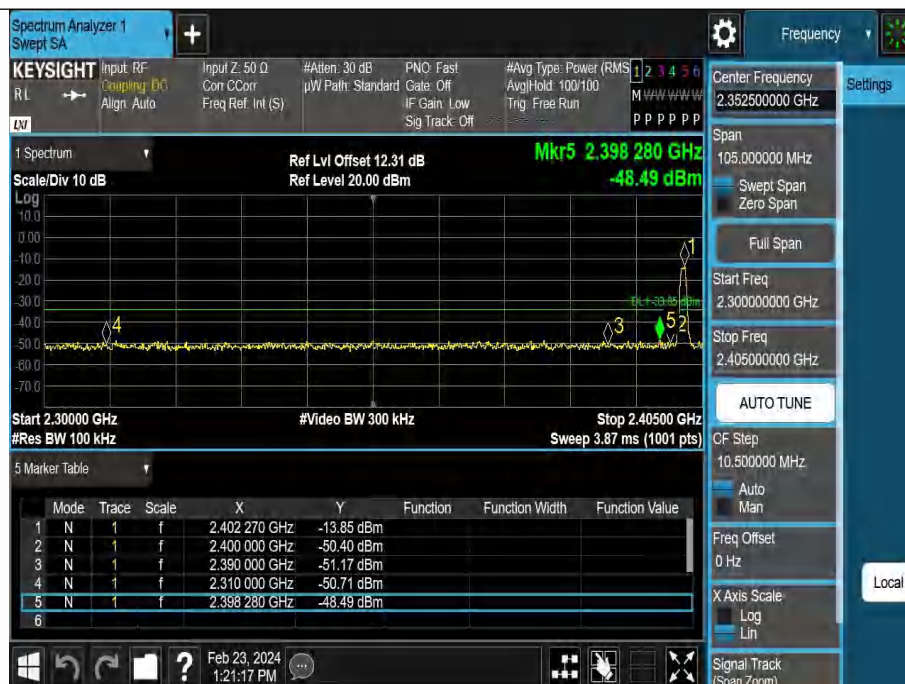 Spectrum Analyzer 1
Swept SA
+
Frequency
KEYSIGHT
RL
LXI
Input: RF
Coupling: DC
Align: Auto
Input Z: 50 Ω
Corr CCorr
Freq Ref: Int (S)
#Atten: 30 dB
µW Path: Standard
PNO: Fast
Gate: Off
IF Gain: Low
Sig Track: Off
#Avg Type: Power (RMS
Avg|Hold: 100/100
Trig: Free Run
1 2 3 4 5 6
M W W W W W
P P P P P P
1 Spectrum
Scale/Div 10 dB
Ref Lvl Offset 12.31 dB
Ref Level 20.00 dBm
Mkr5 2.398 280 GHz
-48.49 dBm
Log
10.0
0.00
-10.0
-20.0
-30.0
-40.0
-50.0
-60.0
-70.0
1
DL1 -33.85 dBm
4
3
5
2
Start 2.30000 GHz
#Video BW 300 kHz
Stop 2.40500 GHz
#Res BW 100 kHz
Sweep 3.87 ms (1001 pts)
5 Marker Table
Mode Trace Scale X Y Function Function Width Function Value
1 N 1 f 2.402 270 GHz -13.85 dBm
2 N 1 f 2.400 000 GHz -50.40 dBm
3 N 1 f 2.390 000 GHz -51.17 dBm
4 N 1 f 2.310 000 GHz -50.71 dBm
5 N 1 f 2.398 280 GHz -48.49 dBm
6
?
Feb 23, 2024
1:21:17 PM
Center Frequency
2.352500000 GHz
Span
105.000000 MHz
Swept Span
Zero Span
Full Span
Start Freq
2.300000000 GHz
Stop Freq
2.405000000 GHz
AUTO TUNE
CF Step
10.500000 MHz
Auto
Man
Freq Offset
0 Hz
X Axis Scale
Log
Lin
Signal Track
(Span Zoom)
Settings
Local